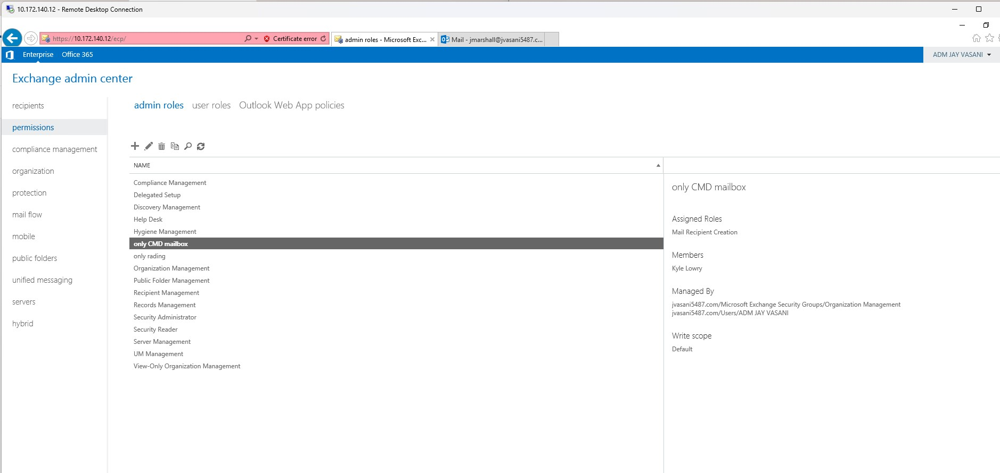 10.172.140.12 - Remote Desktop Connection
https://10.172.140.12/ecp/
Certificate error
admin roles - Microsoft Exc...
Mail - jmarshall@jvasani5487.c...
Enterprise
Office 365
ADM JAY VASANI
Exchange admin center
recipients
permissions
compliance management
organization
protection
mail flow
mobile
public folders
unified messaging
servers
hybrid
admin roles
user roles
Outlook Web App policies
NAME
Compliance Management
Delegated Setup
Discovery Management
Help Desk
Hygiene Management
only CMD mailbox
only rading
Organization Management
Public Folder Management
Recipient Management
Records Management
Security Administrator
Security Reader
Server Management
UM Management
View-Only Organization Management
only CMD mailbox
Assigned Roles
Mail Recipient Creation
Members
Kyle Lowry
Managed By
jvasani5487.com/Microsoft Exchange Security Groups/Organization Management
jvasani5487.com/Users/ADM JAY VASANI
Write scope
Default